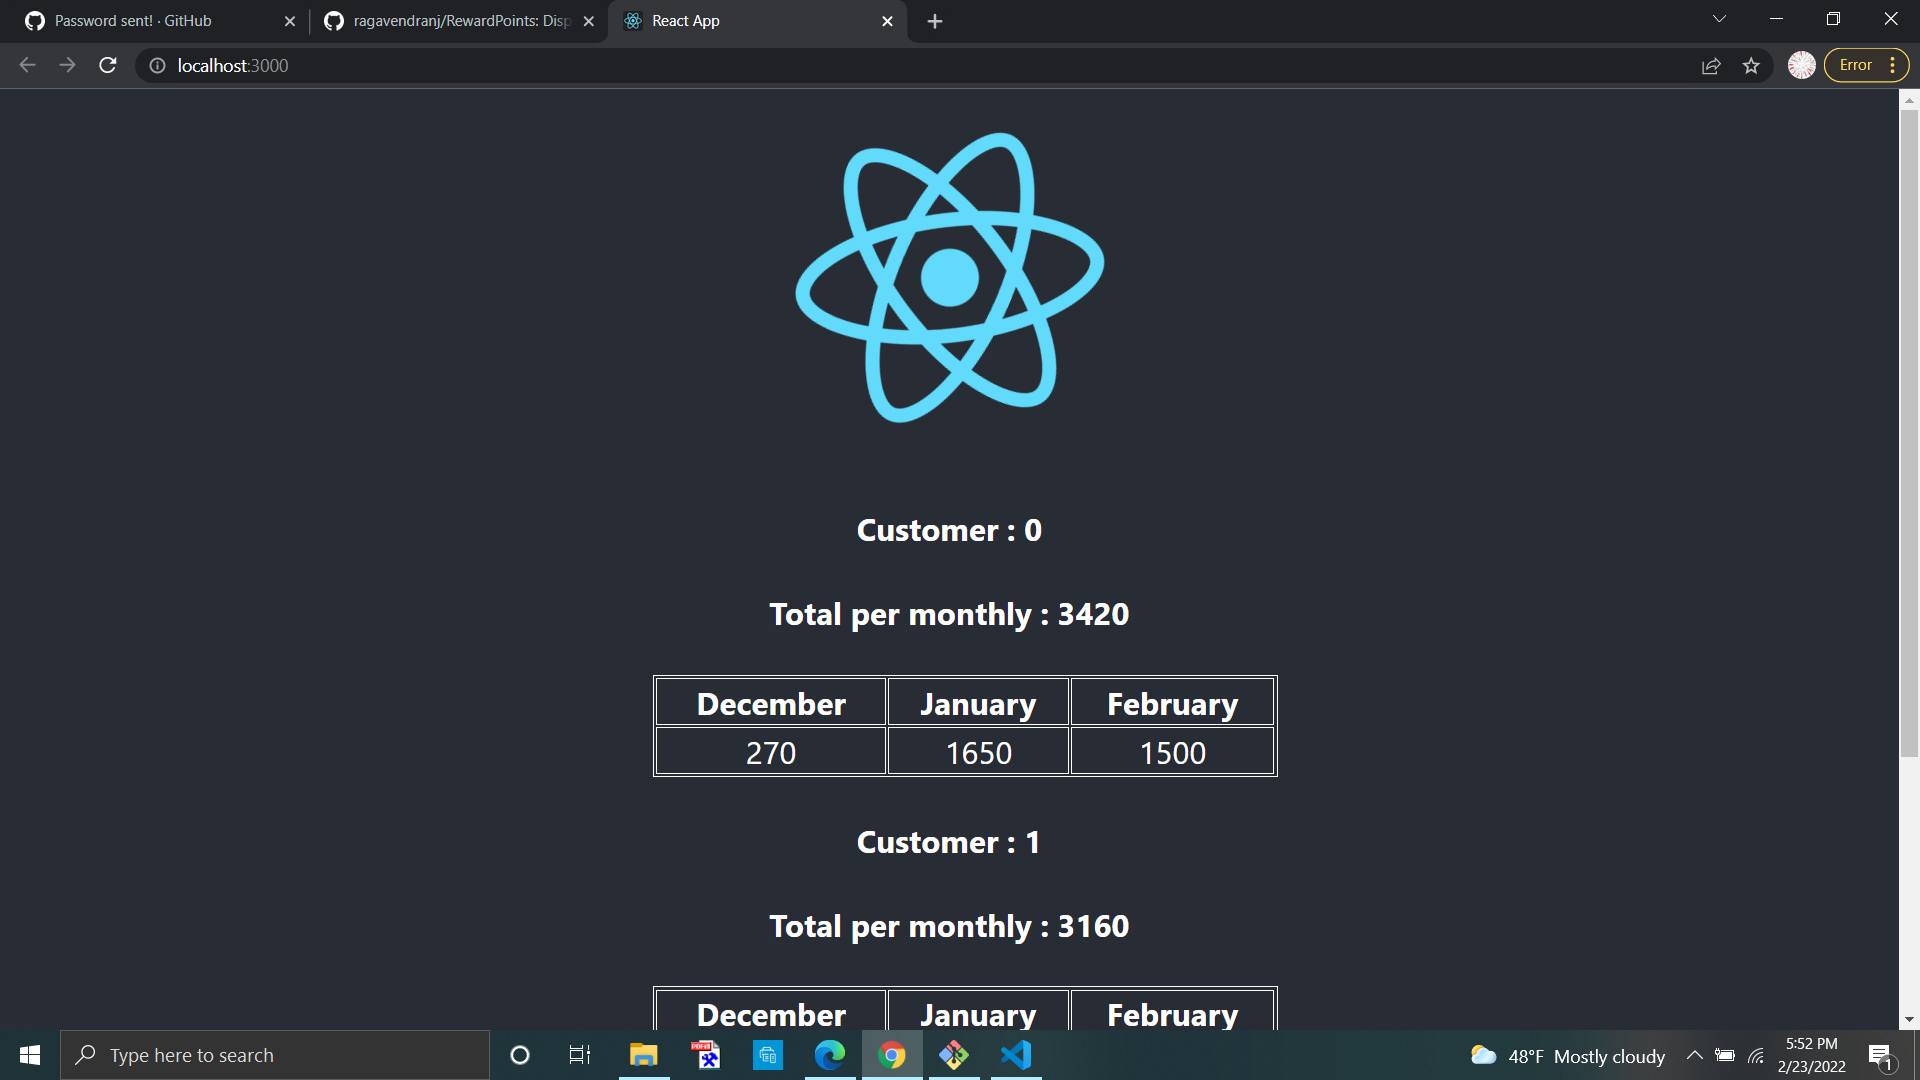 Password sent! · GitHub
ragavendranj/RewardPoints: Disp
React App
localhost:3000
Error
Customer : 0
Total per monthly : 3420
December January February
270 1650 1500
Customer : 1
Total per monthly : 3160
December January February
Type here to search
48°F Mostly cloudy
5:52 PM
2/23/2022
1